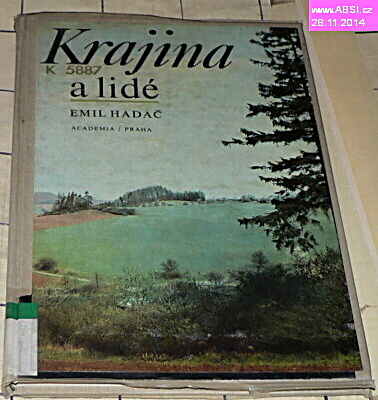 www.ABSI.cz
28.11.2014
Krajina
K 5887
a lidé
EMIL HADAČ
ACADEMIA / PRAHA